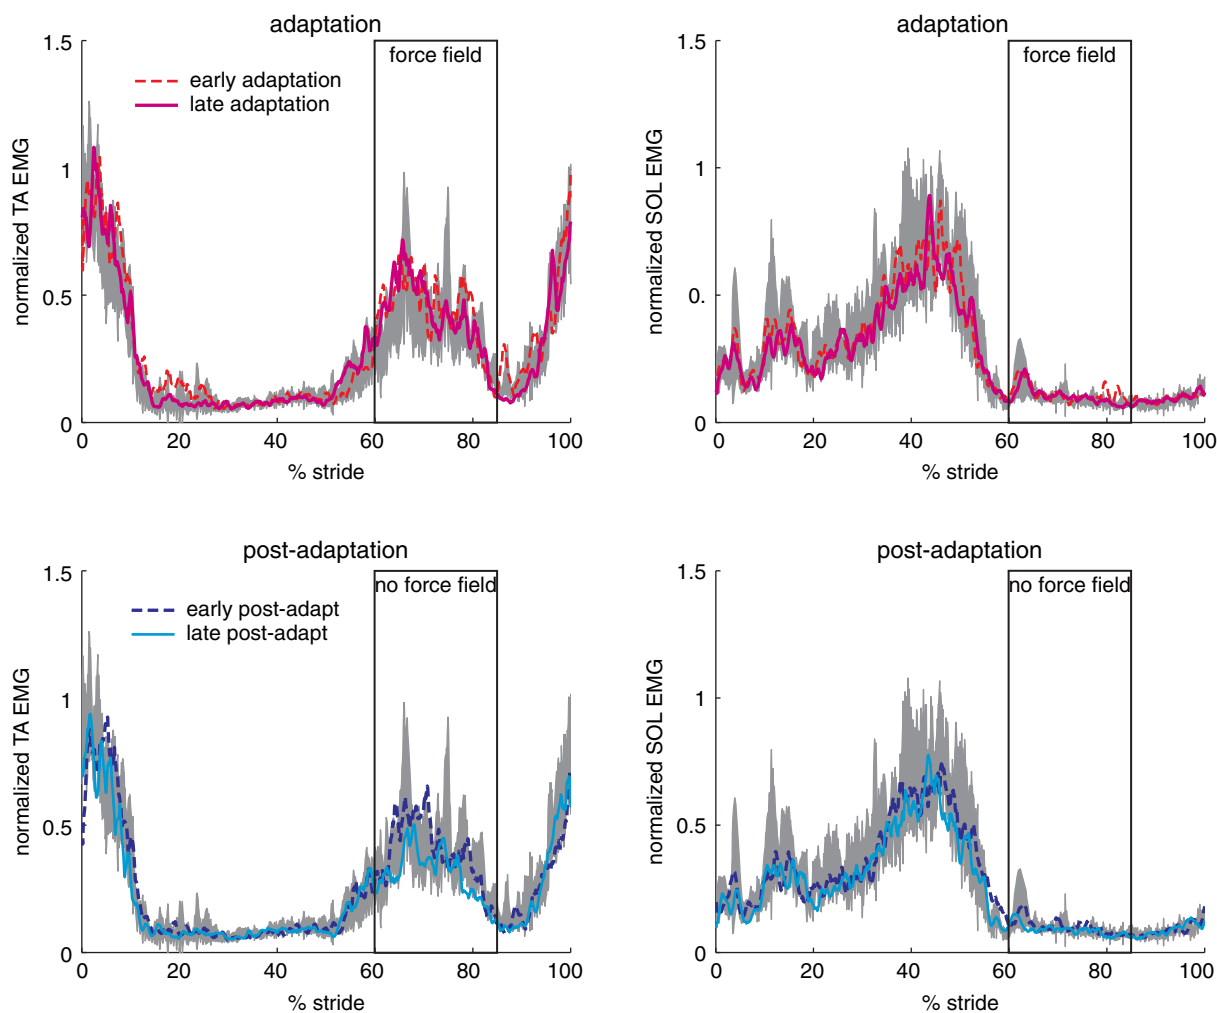 adaptation
1.5
force field
early adaptation
late adaptation
1
0.5
0
normalized TA EMG
0 20 40 60 80 100
% stride
adaptation
1.5
force field
1
0.
0
normalized SOL EMG
0 20 40 60 80 100
% stride
post-adaptation
1.5
no force field
early post-adapt
late post-adapt
1
0.5
0
normalized TA EMG
0 20 40 60 80 100
% stride
post-adaptation
1.5
no force field
1
0.5
0
normalized SOL EMG
0 20 40 60 80 100
% stride